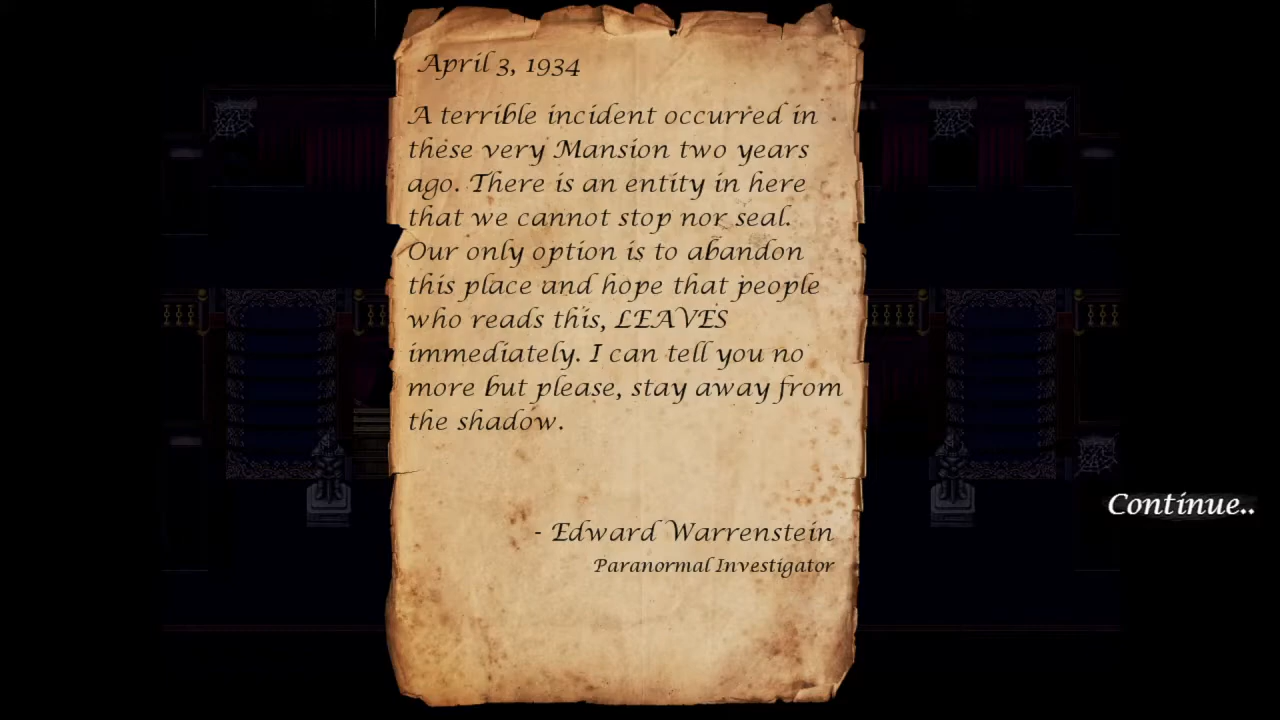 April 3, 1934
A terrible incident occurred in
these very Mansion two years
ago. There is an entity in here
that we cannot stop nor seal.
Our only option is to abandon
this place and hope that people
who reads this, LEAVES
immediately. I can tell you no
more but please, stay away from
the shadow.
Continue..
- Edward Warrenstein
Paranormal Investigator